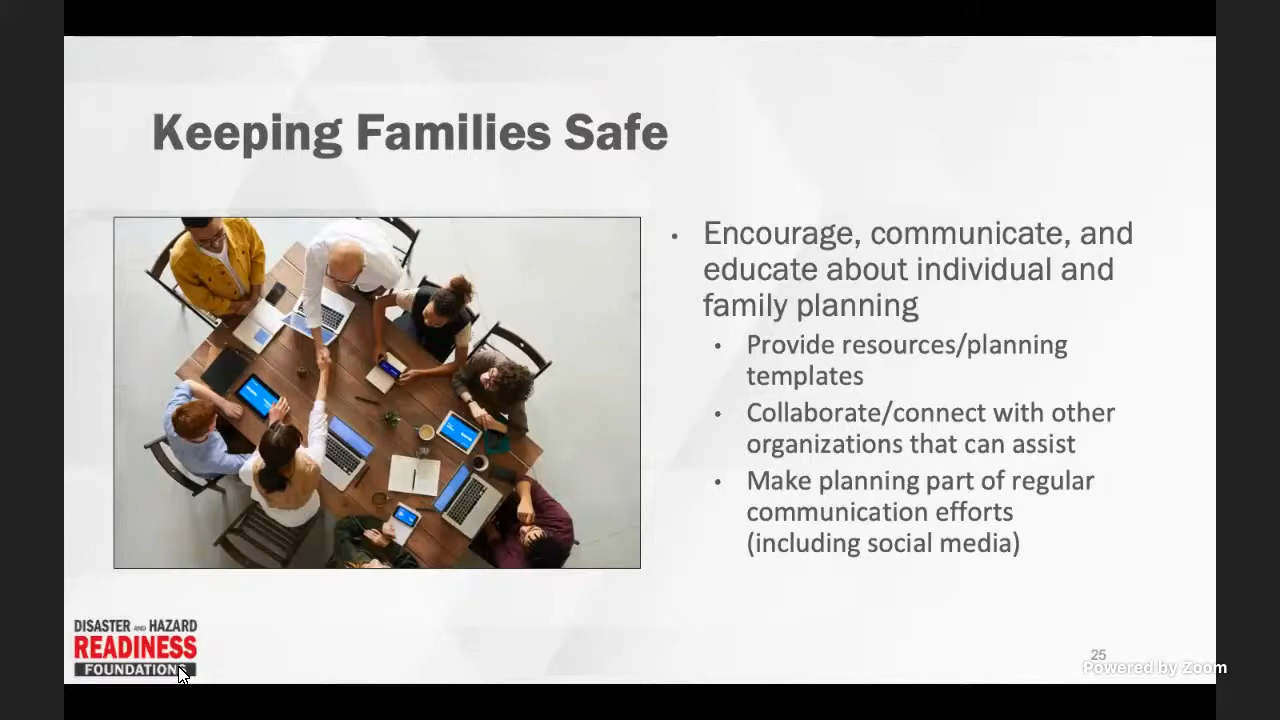 Keeping Families Safe
• Encourage, communicate, and
educate about individual and
family planning
• Provide resources/planning
templates
• Collaborate/connect with other
organizations that can assist
• Make planning part of regular
communication efforts
(including social media)
DISASTER AND HAZARD
READINESS
FOUNDATIONS
25
Powered by Zoom